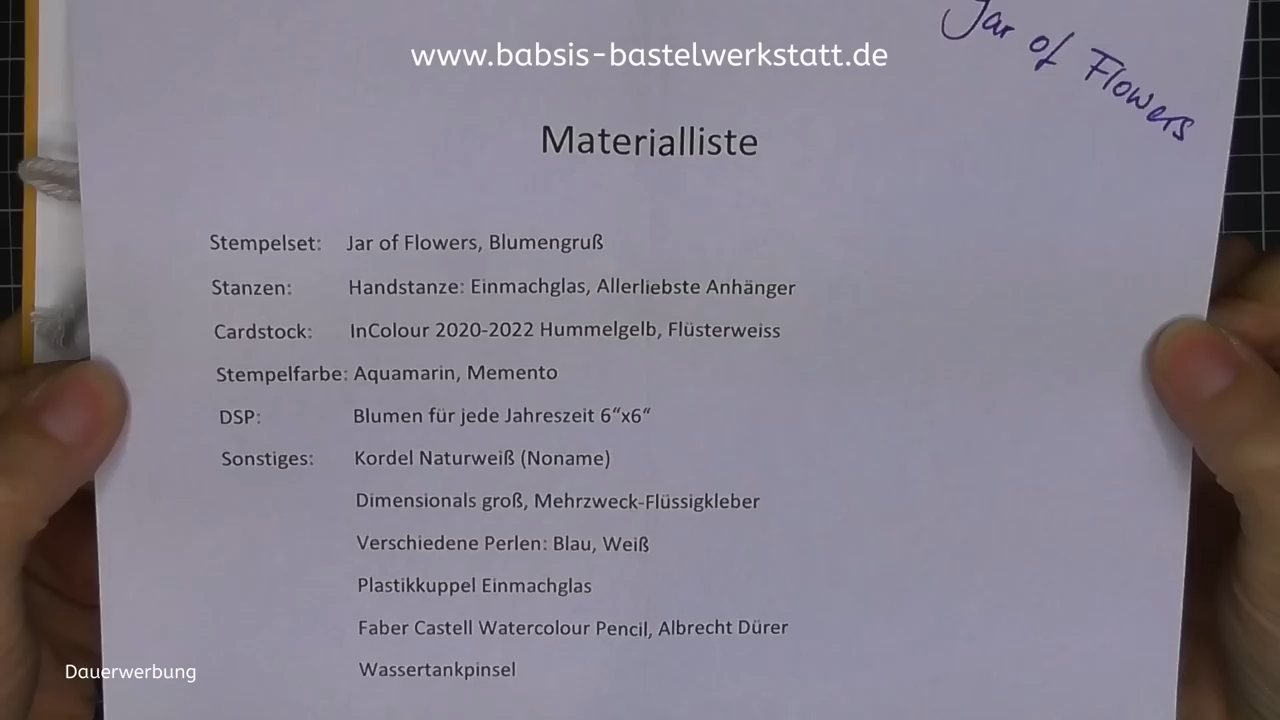 Jar of Flowers
www.babsis-bastelwerkstatt.de
Materialliste
Stempelset: Jar of Flowers, Blumengruß
Stanzen: Handstanze: Einmachglas, Allerliebste Anhänger
Cardstock: InColour 2020-2022 Hummelgelb, Flüsterweiss
Stempelfarbe: Aquamarin, Memento
DSP: Blumen für jede Jahreszeit 6“x6“
Sonstiges: Kordel Naturweiß (Noname)
Dimensionals groß, Mehrzweck-Flüssigkleber
Verschiedene Perlen: Blau, Weiß
Plastikkuppel Einmachglas
Faber Castell Watercolour Pencil, Albrecht Dürer
Wassertankpinsel
Dauerwerbung